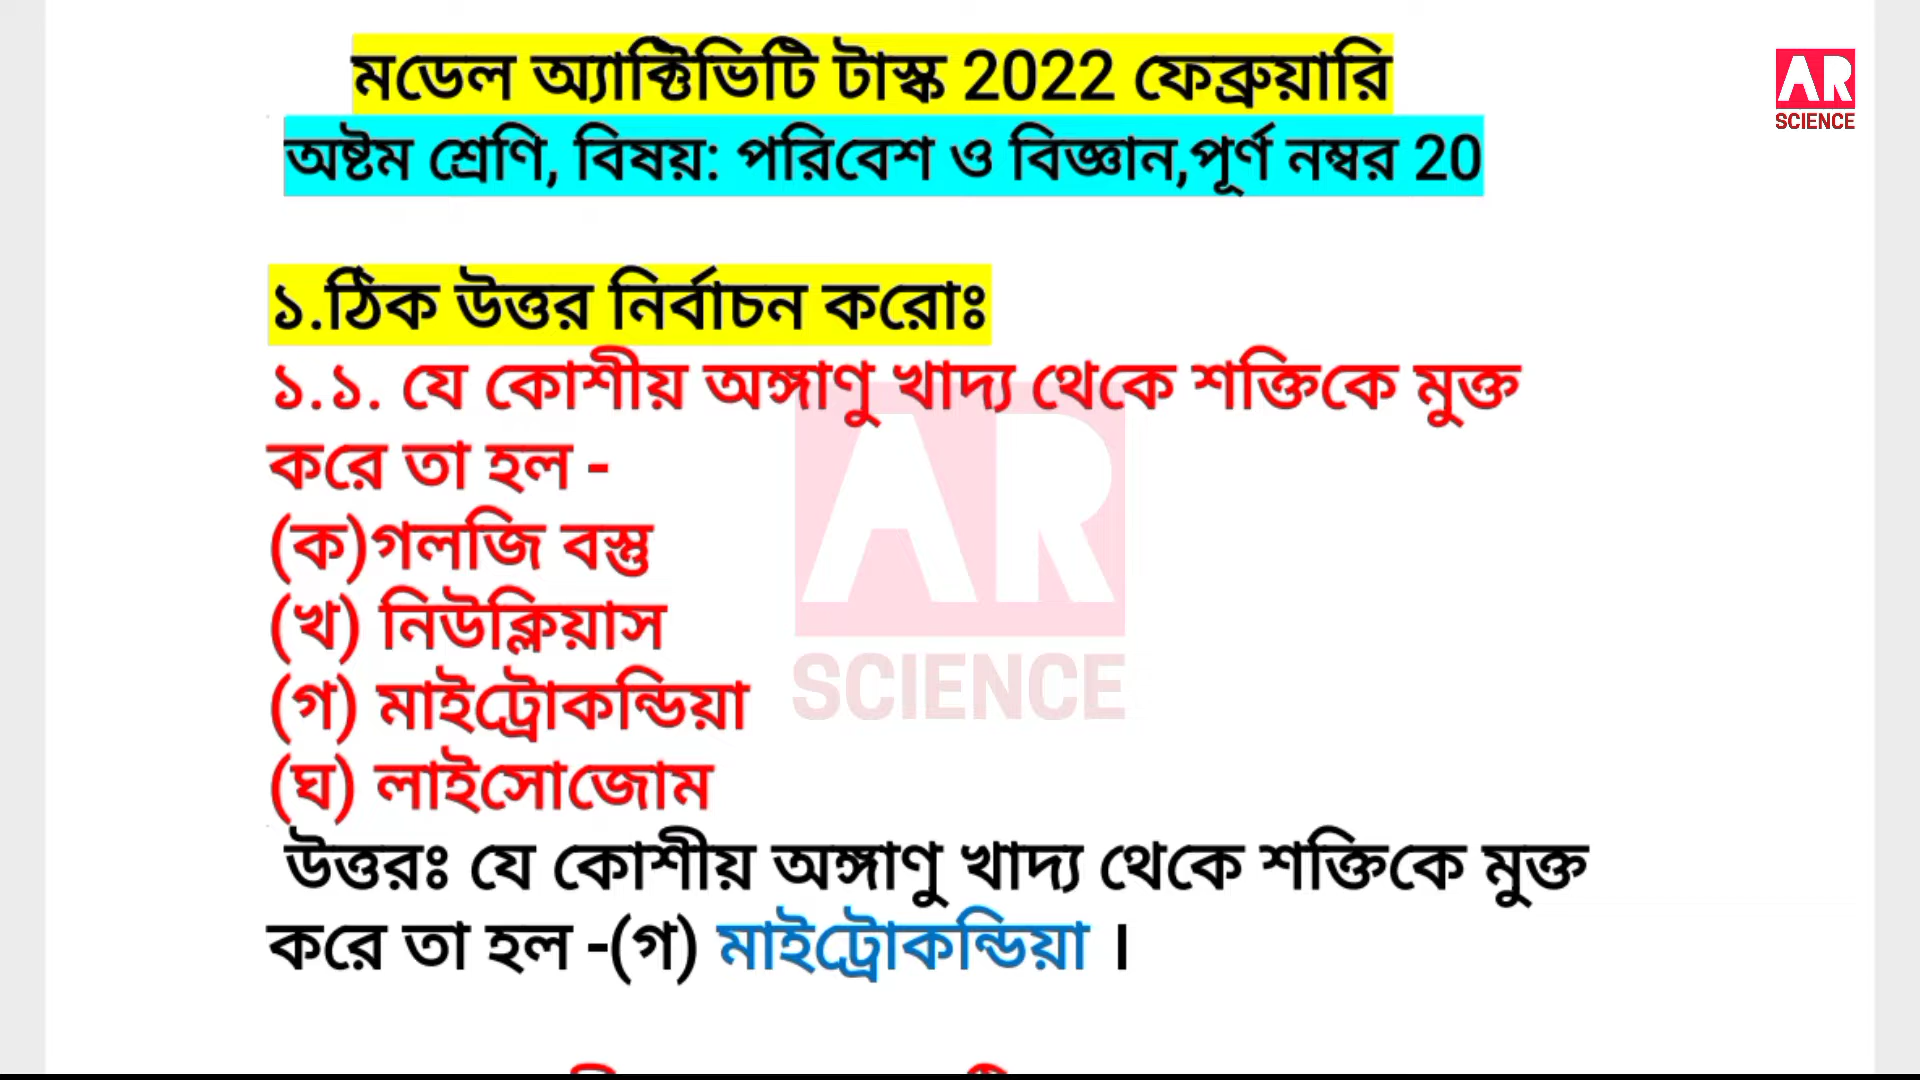 মডেল অ্যাক্টিভিটি টাস্ক 2022 ফেব্রুয়ারি
AR
SCIENCE
অষ্টম শ্রেণি, বিষয়: পরিবেশ ও বিজ্ঞান,পূর্ণ নম্বর 20
১.ঠিক উত্তর নির্বাচন করোঃ
১.১. যে কোশীয় অঙ্গাণু খাদ্য থেকে শক্তিকে মুক্ত
করে তা হল -
(ক)গলজি বস্তু
(খ) নিউক্লিয়াস
(গ) মাইট্রোকন্ডিয়া
(ঘ) লাইসোজোম
AR
SCIENCE
উত্তরঃ যে কোশীয় অঙ্গাণু খাদ্য থেকে শক্তিকে মুক্ত
করে তা হল -(গ) মাইট্রোকন্ডিয়া ।